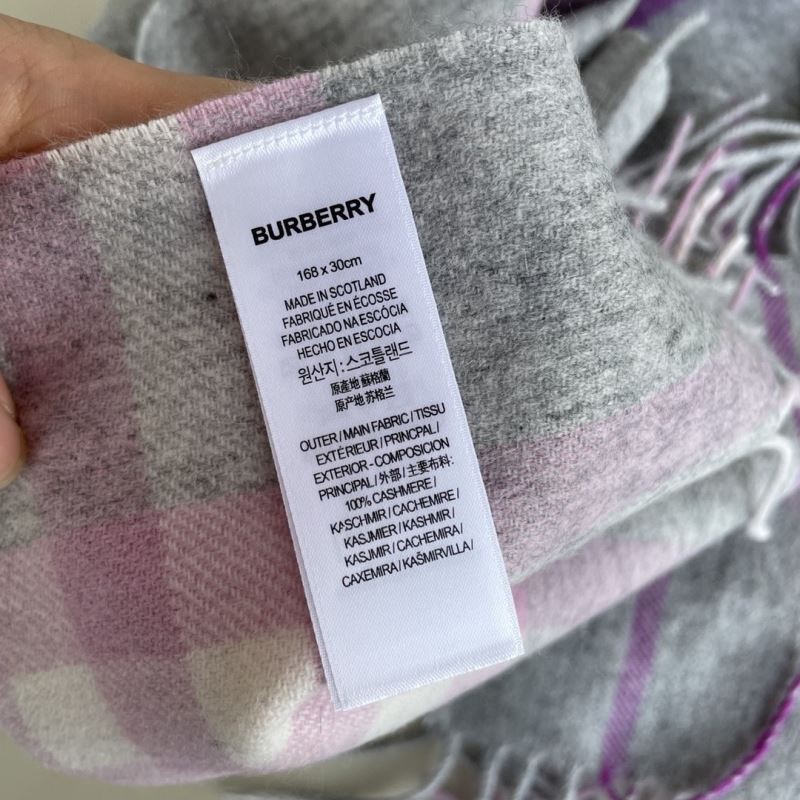 BURBERRY
168 x 30cm
MADE IN SCOTLAND
FABRIQUÉ EN ÉCOSSE
FABRICADO NA ESCÓCIA
HECHO EN ESCOCIA
원산지 : 스코틀랜드
原產地 蘇格蘭
原产地 苏格兰
OUTER / MAIN FABRIC / TISSU
EXTÉRIEUR / PRINCIPAL /
EXTERIOR - COMPOSICION
PRINCIPAL / 外部 / 主要布料:
100% CASHMERE /
KASCHMIR / CACHEMIRE /
KASJMIER / KASHMIR /
KASJMIR / CACHEMIRA /
CAXEMIRA / KAŠMIRVILLA /